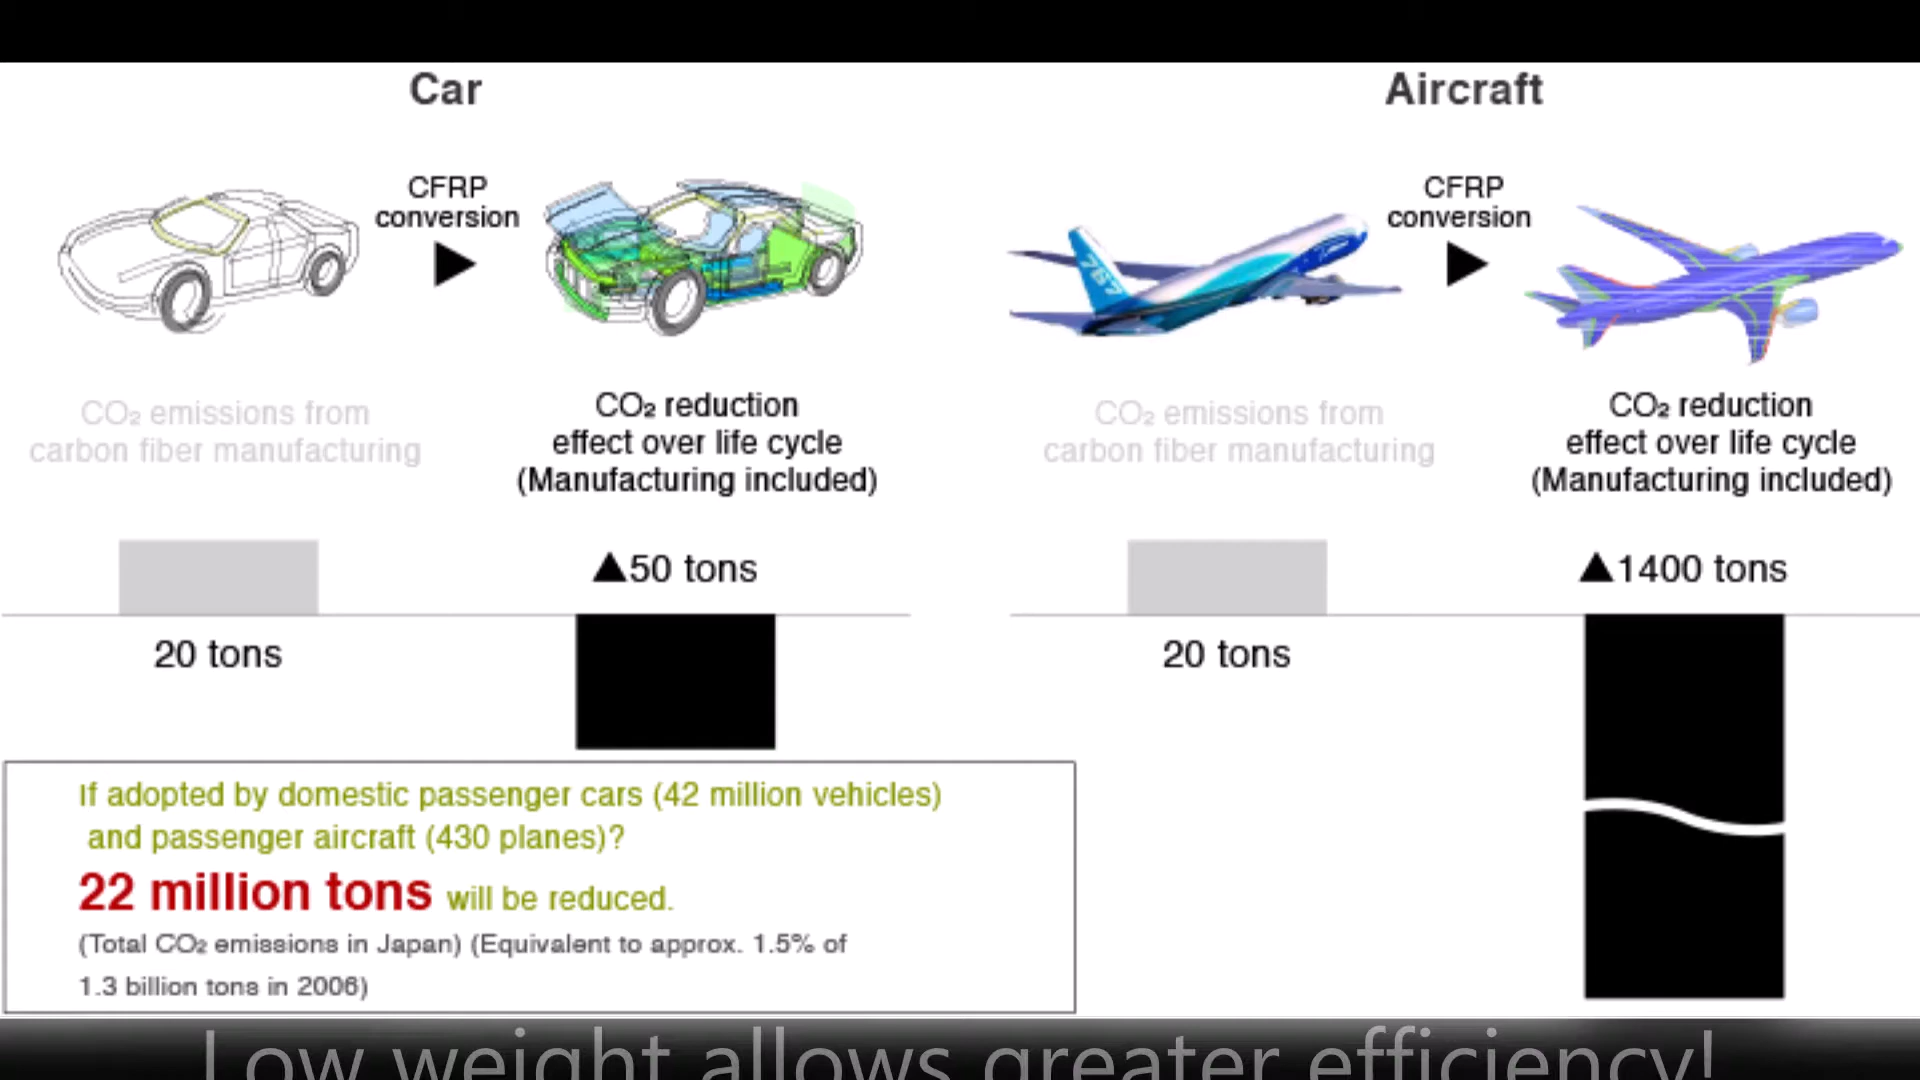 Car
CFRP
conversion
CO₂ emissions from
carbon fiber manufacturing
CO₂ reduction
effect over life cycle
(Manufacturing included)
20 tons
▲50 tons
Aircraft
CFRP
conversion
767
CO₂ emissions from
carbon fiber manufacturing
CO₂ reduction
effect over life cycle
(Manufacturing included)
20 tons
▲1400 tons
If adopted by domestic passenger cars (42 million vehicles)
and passenger aircraft (430 planes)?
22 million tons will be reduced.
(Total CO₂ emissions in Japan) (Equivalent to approx. 1.5% of
1.3 billion tons in 2006)
Low weight allows greater efficiency!